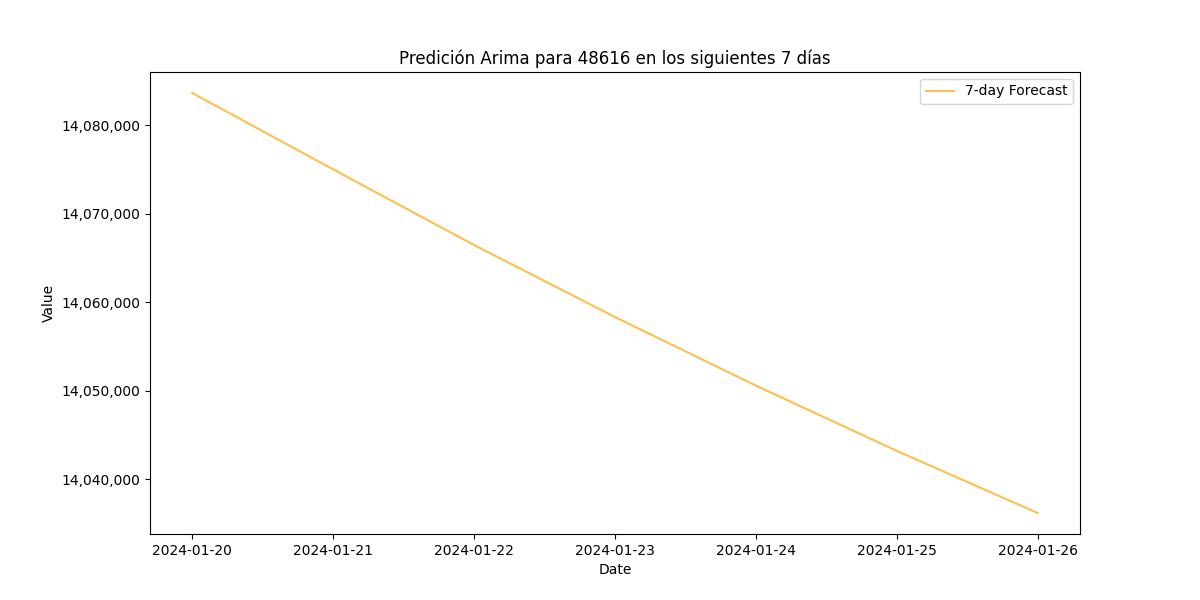 Predición Arima para 48616 en los siguientes 7 días
7-day Forecast
14,080,000
14,070,000
14,060,000
14,050,000
14,040,000
Value
2024-01-20 2024-01-21 2024-01-22 2024-01-23 2024-01-24 2024-01-25 2024-01-26
Date